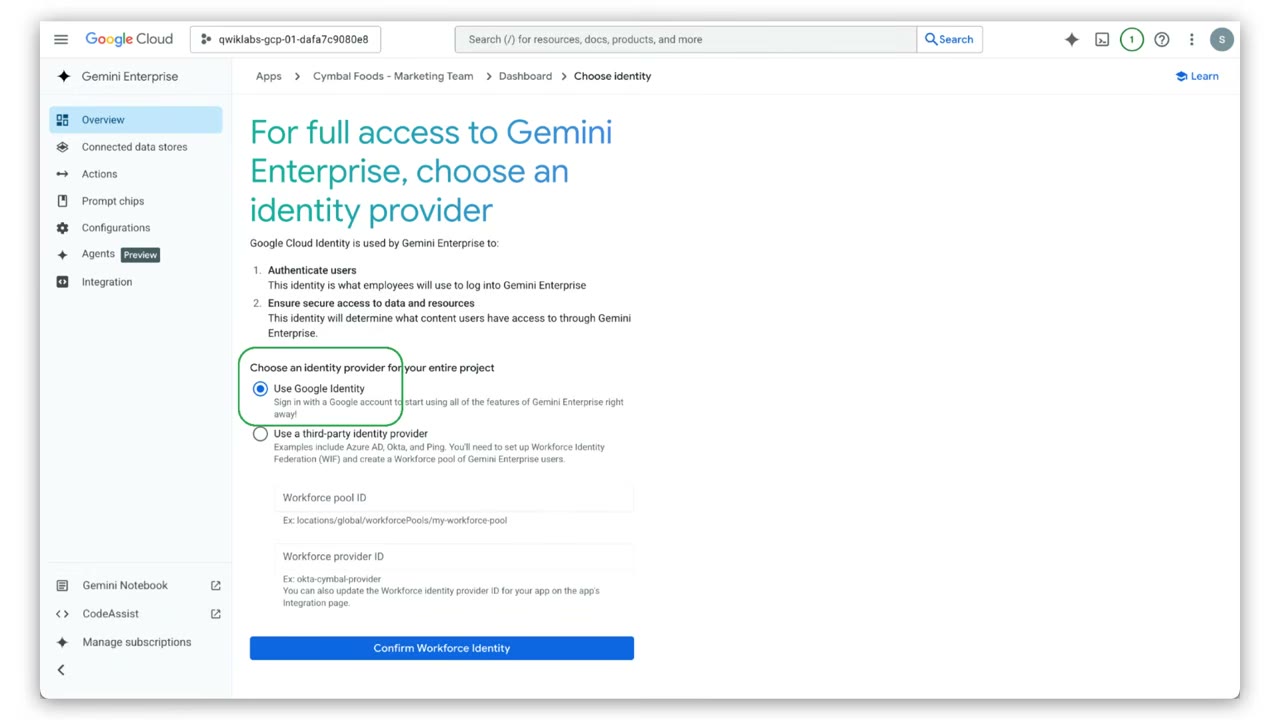 Google Cloud
qwiklabs-gcp-01-dafa7c9080e8
Search (/) for resources, docs, products, and more
Search
1
S
Gemini Enterprise
Apps > Cymbal Foods - Marketing Team > Dashboard > Choose identity
Learn
Overview
Connected data stores
Actions
Prompt chips
Configurations
Agents Preview
Integration
For full access to Gemini
Enterprise, choose an
identity provider
Google Cloud Identity is used by Gemini Enterprise to:
1. Authenticate users
This identity is what employees will use to log into Gemini Enterprise
2. Ensure secure access to data and resources
This identity will determine what content users have access to through Gemini
Enterprise.
Choose an identity provider for your entire project
Use Google Identity
Sign in with a Google account to start using all of the features of Gemini Enterprise right
away!
Use a third-party identity provider
Examples include Azure AD, Okta, and Ping. You'll need to set up Workforce Identity
Federation (WIF) and create a Workforce pool of Gemini Enterprise users.
Workforce pool ID
Ex: locations/global/workforcePools/my-workforce-pool
Workforce provider ID
Ex: okta-cymbal-provider
You can also update the Workforce identity provider ID for your app on the app's
Integration page.
Confirm Workforce Identity
Gemini Notebook
CodeAssist
Manage subscriptions